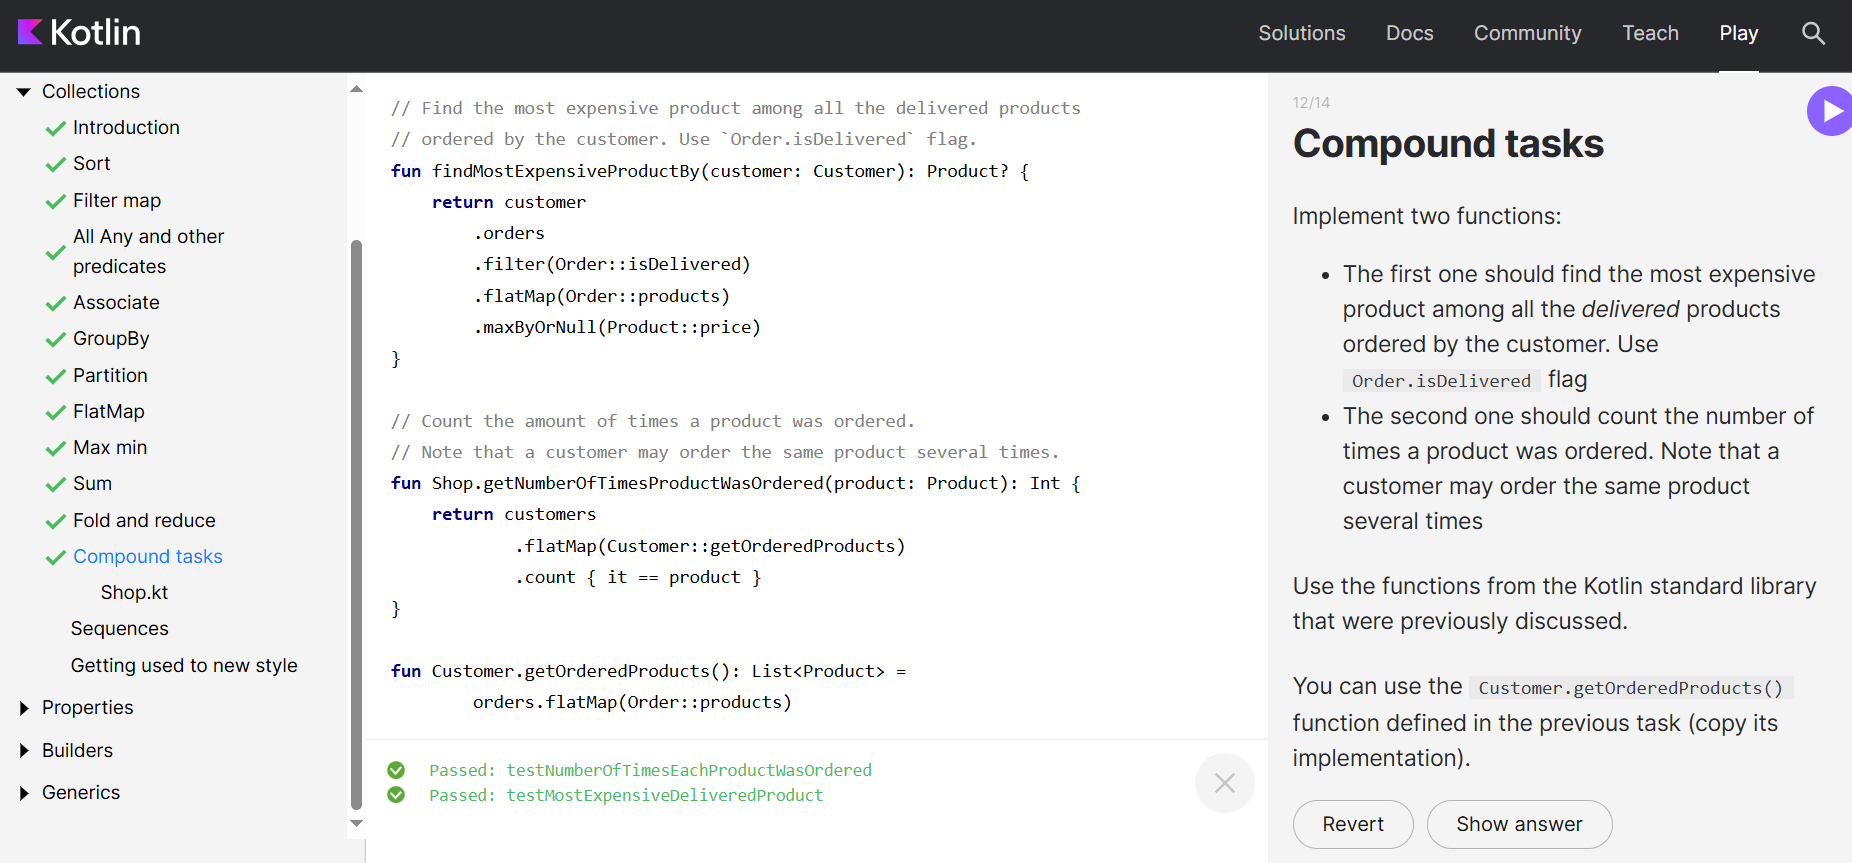 Kotlin
Solutions
Docs
Community
Teach
Play
Collections
Introduction
Sort
Filter map
All Any and other
predicates
Associate
GroupBy
Partition
FlatMap
Max min
Sum
Fold and reduce
Compound tasks
Shop.kt
Sequences
Getting used to new style
Properties
Builders
Generics
// Find the most expensive product among all the delivered products
// ordered by the customer. Use `Order.isDelivered` flag.
fun findMostExpensiveProductBy(customer: Customer): Product? {
    return customer
        .orders
        .filter(Order::isDelivered)
        .flatMap(Order::products)
        .maxByOrNull(Product::price)
}
// Count the amount of times a product was ordered.
// Note that a customer may order the same product several times.
fun Shop.getNumberOfTimesProductWasOrdered(product: Product): Int {
    return customers
            .flatMap(Customer::getOrderedProducts)
            .count { it == product }
}
fun Customer.getOrderedProducts(): List<Product> =
        orders.flatMap(Order::products)
Passed: testNumberOfTimesEachProductWasOrdered
Passed: testMostExpensiveDeliveredProduct
12/14
Compound tasks
Implement two functions:
• The first one should find the most expensive
product among all the delivered products
ordered by the customer. Use
Order.isDelivered flag
• The second one should count the number of
times a product was ordered. Note that a
customer may order the same product
several times
Use the functions from the Kotlin standard library
that were previously discussed.
You can use the Customer.getOrderedProducts()
function defined in the previous task (copy its
implementation).
Revert
Show answer